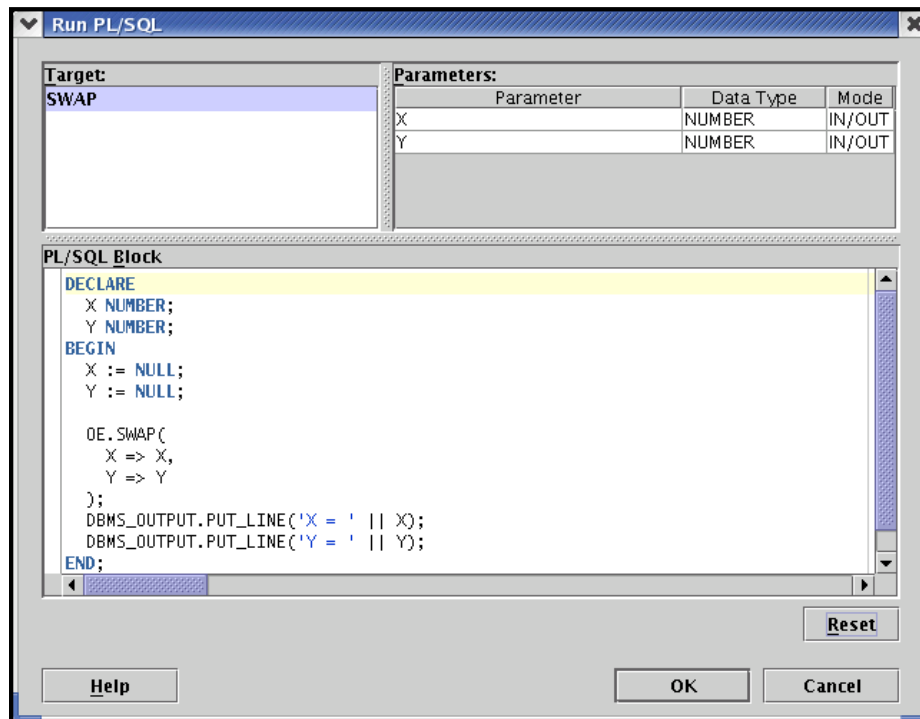 Run PL/SQL
Target:
SWAP
Parameters:
Parameter Data Type Mode
X NUMBER IN/OUT
Y NUMBER IN/OUT
PL/SQL Block
DECLARE
X NUMBER;
Y NUMBER;
BEGIN
X := NULL;
Y := NULL;
OE.SWAP(
X => X,
Y => Y
);
DBMS_OUTPUT.PUT_LINE('X = ' || X);
DBMS_OUTPUT.PUT_LINE('Y = ' || Y);
END;
Reset
Help OK Cancel